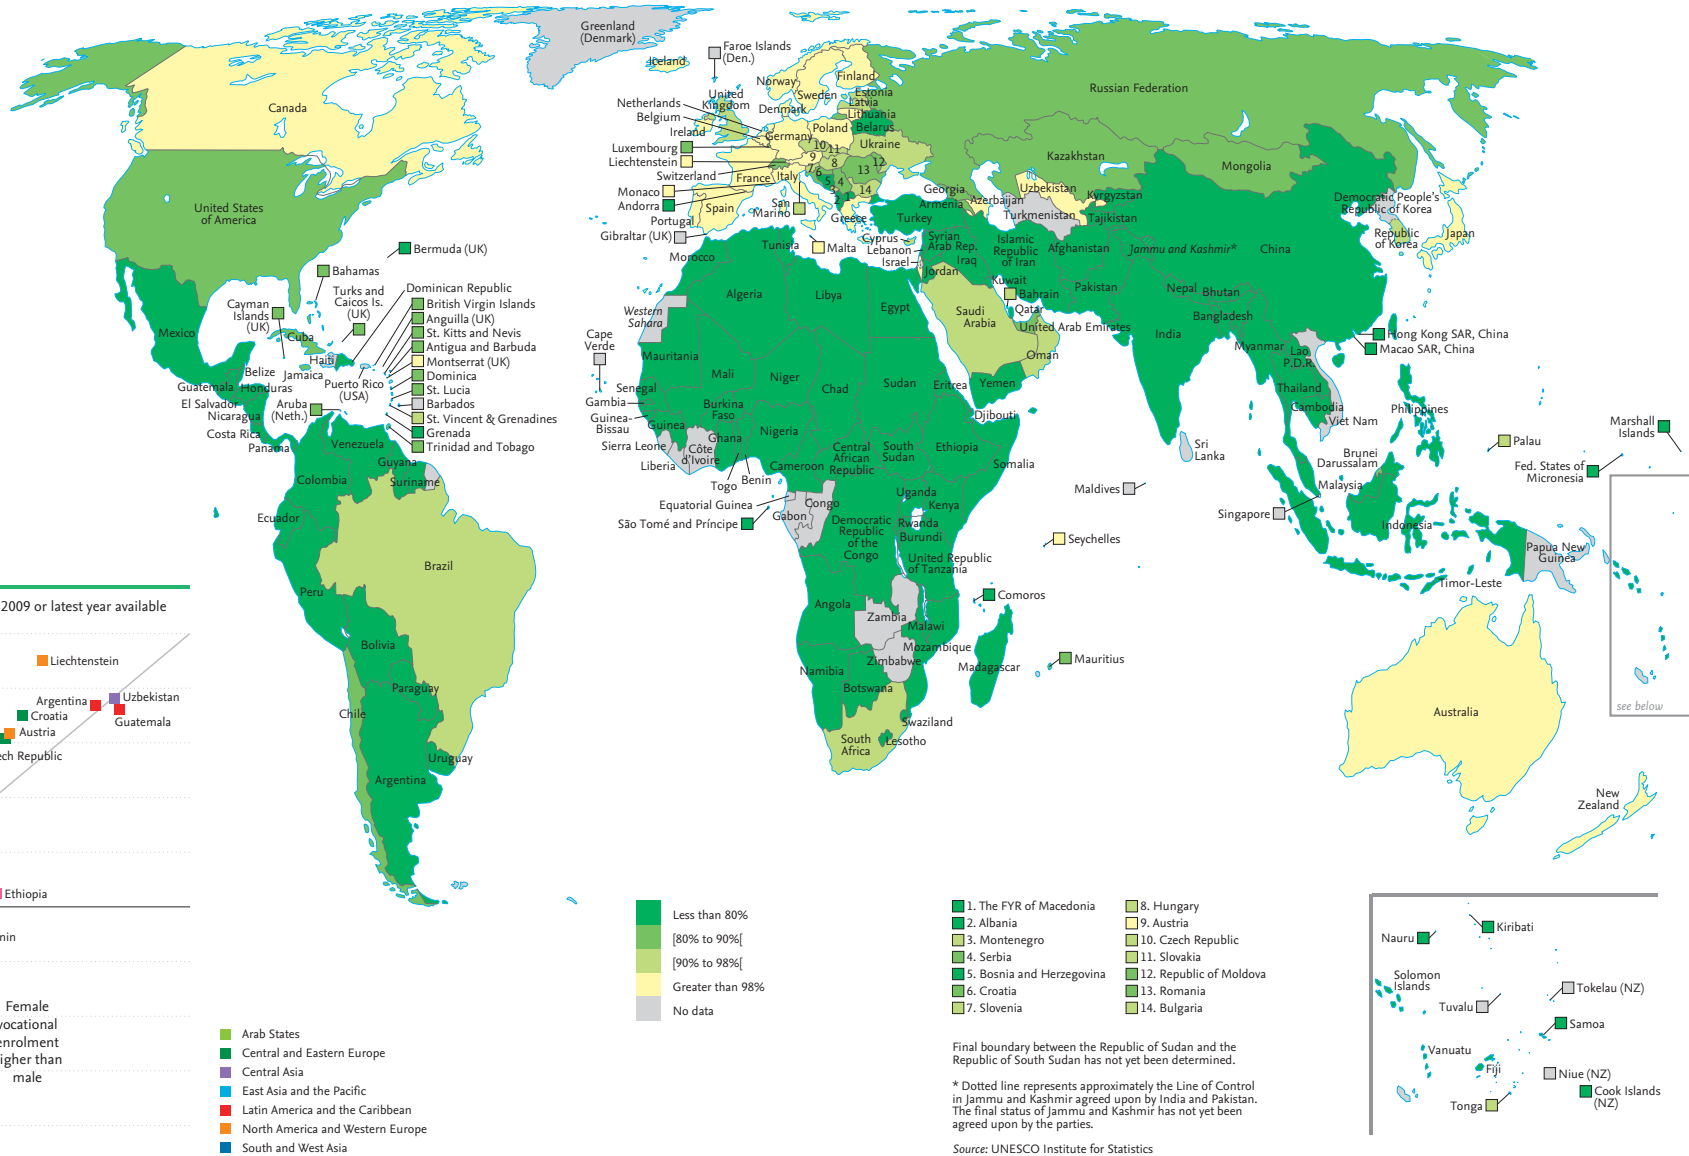 Greenland
(Denmark)
Faroe Islands
(Den.)
Iceland
Norway
Sweden
Finland
Estonia
Latvia
Lithuania
Belarus
United
Kingdom
Denmark
Netherlands
Belgium
Ireland
Luxembourg
Liechtenstein
Switzerland
Monaco
Andorra
Portugal
Gibraltar (UK)
Germany
Poland
Ukraine
10
11
9
8
7
6
5
4
3
2
1
12
13
14
France
Italy
Spain
San
Marino
Greece
Malta
Russian Federation
Canada
United States
of America
Kazakhstan
Mongolia
Georgia
Armenia
Azerbaijan
Uzbekistan
Turkmenistan
Kyrgyzstan
Tajikistan
Turkey
Cyprus
Lebanon
Israel
Syrian
Arab Rep.
Iraq
Jordan
Islamic
Republic
of Iran
Afghanistan
Jammu and Kashmir*
China
Democratic People's
Republic of Korea
Republic
of Korea
Japan
Kuwait
Bahrain
Qatar
United Arab Emirates
Saudi
Arabia
Oman
Yemen
Pakistan
Nepal
Bhutan
Bangladesh
India
Myanmar
Lao
P.D.R.
Thailand
Cambodia
Viet Nam
Hong Kong SAR, China
Macao SAR, China
Philippines
Sri
Lanka
Maldives
Brunei
Darussalam
Malaysia
Singapore
Indonesia
Timor-Leste
Papua New
Guinea
Palau
Fed. States of
Micronesia
Marshall
Islands
Australia
New
Zealand
see below
Bermuda (UK)
Bahamas
Turks and
Caicos Is.
(UK)
Cayman
Islands
(UK)
Cuba
Haiti
Jamaica
Puerto Rico
(USA)
Dominican Republic
British Virgin Islands
Anguilla (UK)
St. Kitts and Nevis
Antigua and Barbuda
Montserrat (UK)
Dominica
St. Lucia
Barbados
St. Vincent & Grenadines
Grenada
Trinidad and Tobago
Aruba
(Neth.)
Mexico
Belize
Guatemala
Honduras
El Salvador
Nicaragua
Costa Rica
Panama
Venezuela
Guyana
Suriname
Colombia
Ecuador
Peru
Brazil
Bolivia
Paraguay
Chile
Uruguay
Argentina
Morocco
Tunisia
Algeria
Libya
Egypt
Western
Sahara
Cape
Verde
Mauritania
Mali
Niger
Chad
Sudan
Eritrea
Djibouti
Senegal
Gambia
Guinea-
Bissau
Guinea
Sierra Leone
Liberia
Côte
d'Ivoire
Burkina
Faso
Ghana
Togo
Benin
Nigeria
Cameroon
Central
African
Republic
South
Sudan
Ethiopia
Somalia
Equatorial Guinea
São Tomé and Príncipe
Gabon
Congo
Democratic
Republic
of the
Congo
Uganda
Kenya
Rwanda
Burundi
United Republic
of Tanzania
Seychelles
Comoros
Angola
Zambia
Malawi
Mozambique
Zimbabwe
Madagascar
Mauritius
Namibia
Botswana
Swaziland
South
Africa
Lesotho
2009 or latest year available
Liechtenstein
Argentina
Uzbekistan
Guatemala
Croatia
Austria
ech Republic
Ethiopia
min
Female
vocational
enrolment
igher than
male
Arab States
Central and Eastern Europe
Central Asia
East Asia and the Pacific
Latin America and the Caribbean
North America and Western Europe
South and West Asia
Less than 80%
[80% to 90%[
[90% to 98%[
Greater than 98%
No data
1. The FYR of Macedonia
2. Albania
3. Montenegro
4. Serbia
5. Bosnia and Herzegovina
6. Croatia
7. Slovenia
8. Hungary
9. Austria
10. Czech Republic
11. Slovakia
12. Republic of Moldova
13. Romania
14. Bulgaria
Final boundary between the Republic of Sudan and the
Republic of South Sudan has not yet been determined.
* Dotted line represents approximately the Line of Control
in Jammu and Kashmir agreed upon by India and Pakistan.
The final status of Jammu and Kashmir has not yet been
agreed upon by the parties.
Source: UNESCO Institute for Statistics
Nauru
Kiribati
Solomon
Islands
Tuvalu
Tokelau (NZ)
Samoa
Vanuatu
Fiji
Niue (NZ)
Tonga
Cook Islands
(NZ)